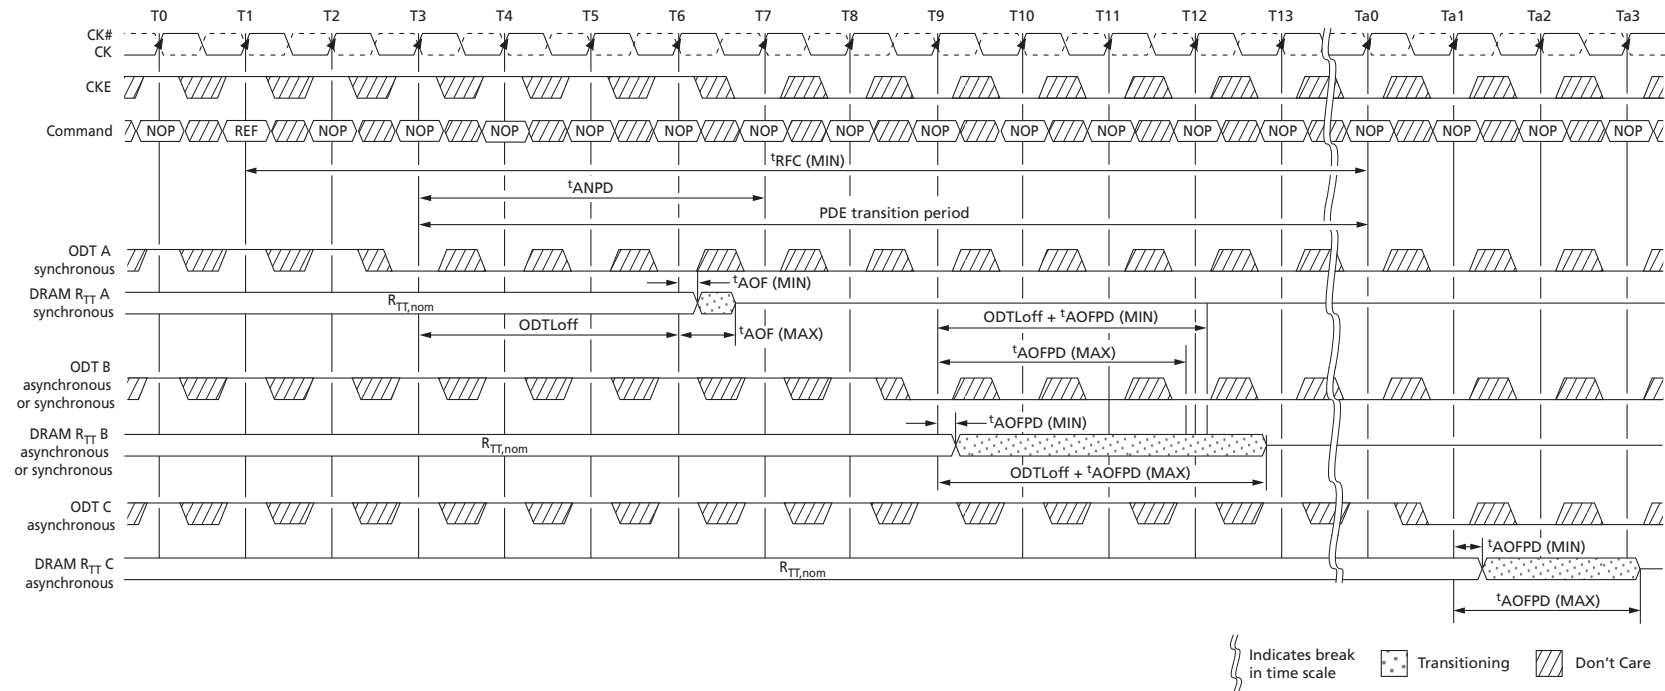 T0 T1 T2 T3 T4 T5 T6 T7 T8 T9 T10 T11 T12 T13 Ta0 Ta1 Ta2 Ta3
CK#
CK
CKE
Command NOP REF NOP NOP NOP NOP NOP NOP NOP NOP NOP NOP NOP NOP NOP NOP NOP NOP
tRFC (MIN)
tANPD
PDE transition period
ODT A
synchronous
tAOF (MIN)
DRAM RTT A
synchronous
RTT,nom
ODTLoff + tAOFPD (MIN)
ODTLoff
tAOF (MAX)
tAOFPD (MAX)
ODT B
asynchronous
or synchronous
tAOFPD (MIN)
DRAM RTT B
asynchronous
or synchronous
RTT,nom
ODTLoff + tAOFPD (MAX)
ODT C
asynchronous
tAOFPD (MIN)
DRAM RTT C
asynchronous
RTT,nom
tAOFPD (MAX)
Indicates break
in time scale
Transitioning
Don't Care